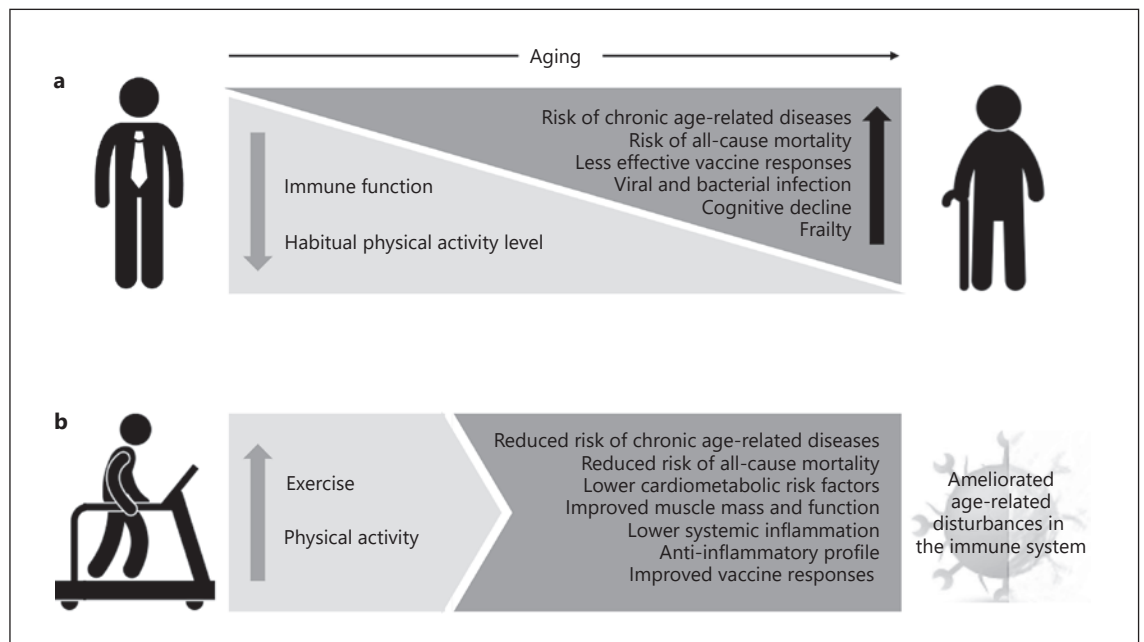 Aging
a
Risk of chronic age-related diseases
Risk of all-cause mortality
Less effective vaccine responses
Viral and bacterial infection
Cognitive decline
Frailty
Immune function
Habitual physical activity level
b
Exercise
Physical activity
Reduced risk of chronic age-related diseases
Reduced risk of all-cause mortality
Lower cardiometabolic risk factors
Improved muscle mass and function
Lower systemic inflammation
Anti-inflammatory profile
Improved vaccine responses
Ameliorated
age-related
disturbances in
the immune system